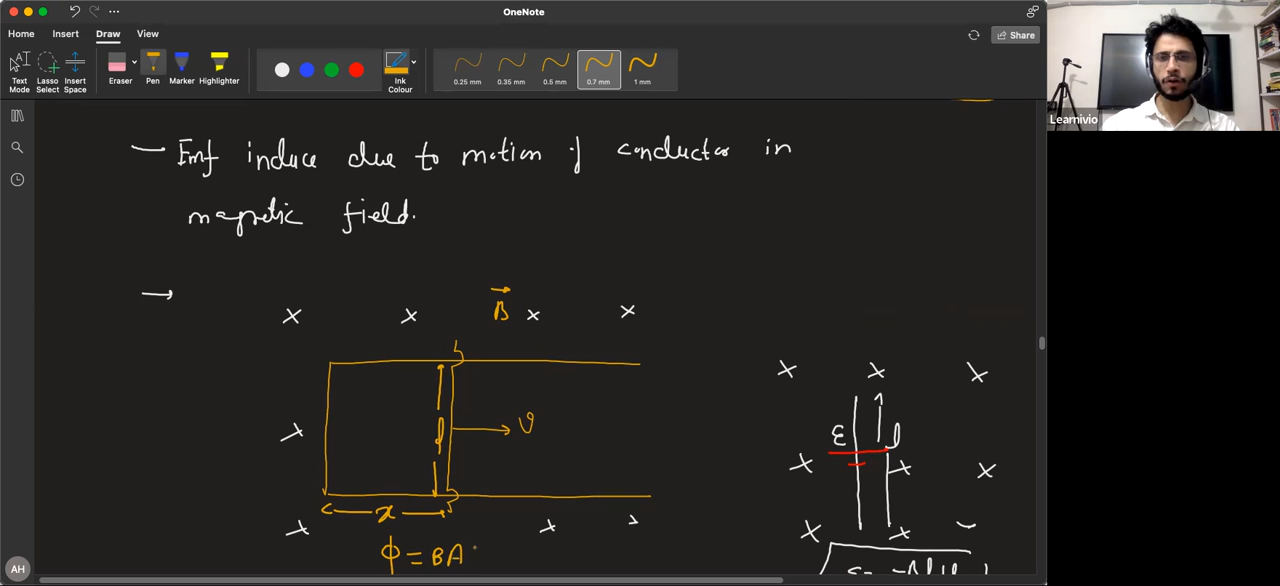 OneNote
Home Insert Draw View
Share
Text Mode
Lasso Select
Insert Space
Eraser
Pen
Marker
Highlighter
Ink Colour
0.25 mm
0.35 mm
0.5 mm
0.7 mm
1 mm
Learnivio
— Emf induce due to motion of conductor in
magnetic field.
→
× × B⃗ × ×
× × ×
ε l
l → v
× × ×
x
× × × ×
ϕ = BA
AH